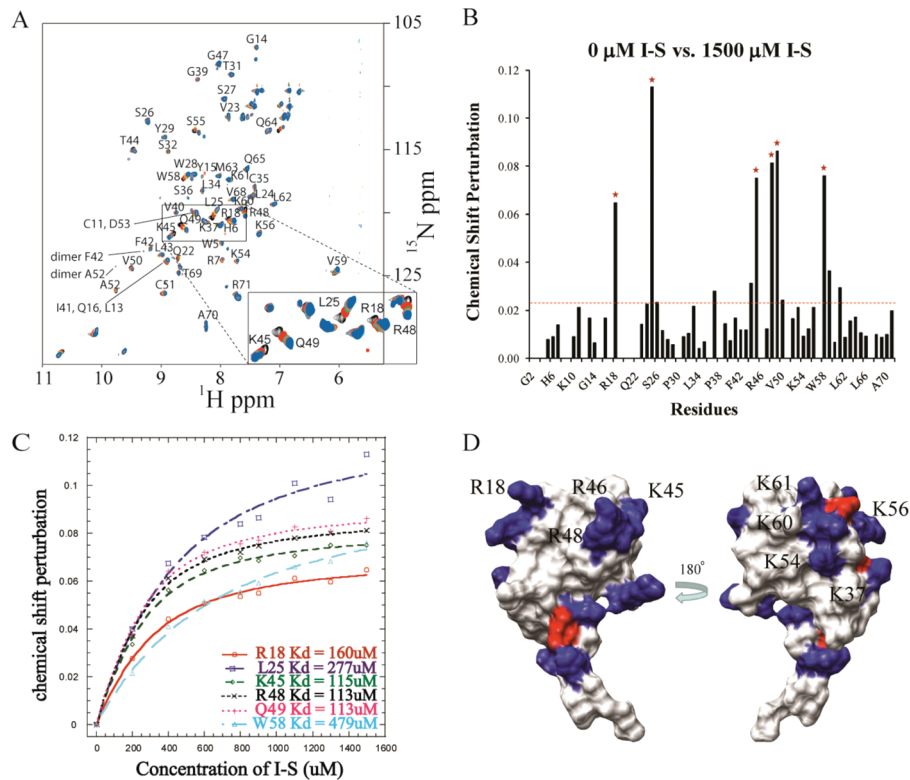 A
105
115
125
15N ppm
G14
G47
T31
G39
S27
V23
S26
S55
Q64
Y29
T44
S32
Q65
W28
Y15
M63
W58
K61
C35
L34
S36
V68
L24
L62
L25
K60
V40
R18
R48
C11, D53
Q49
K45
K37
H6
K56
F42
W5
dimer F42
L43
Q22
R7
K54
V50
V59
dimer A52
T69
A52
C51
R71
I41, Q16, L13
A70
L25
R18
K45
Q49
R48
11
10
9
8
7
6
1H ppm
B
0 μM I-S vs. 1500 μM I-S
Chemical Shift Perturbation
0.12
0.10
0.08
0.06
0.04
0.02
0.00
G2
H6
K10
G14
R18
Q22
S26
P30
L34
P38
F42
R46
V50
K54
W58
L62
L66
A70
Residues
C
chemical shift perturbation
0.12
0.1
0.08
0.06
0.04
0.02
0
R18 Kd = 160uM
L25 Kd = 277uM
K45 Kd = 115uM
R48 Kd = 113uM
Q49 Kd = 113uM
W58 Kd = 479uM
0
200
400
600
800
1000
1200
1400
1600
Concentration of I-S (uM)
D
R18
R46
K45
R48
180°
K61
K56
K60
K54
K37